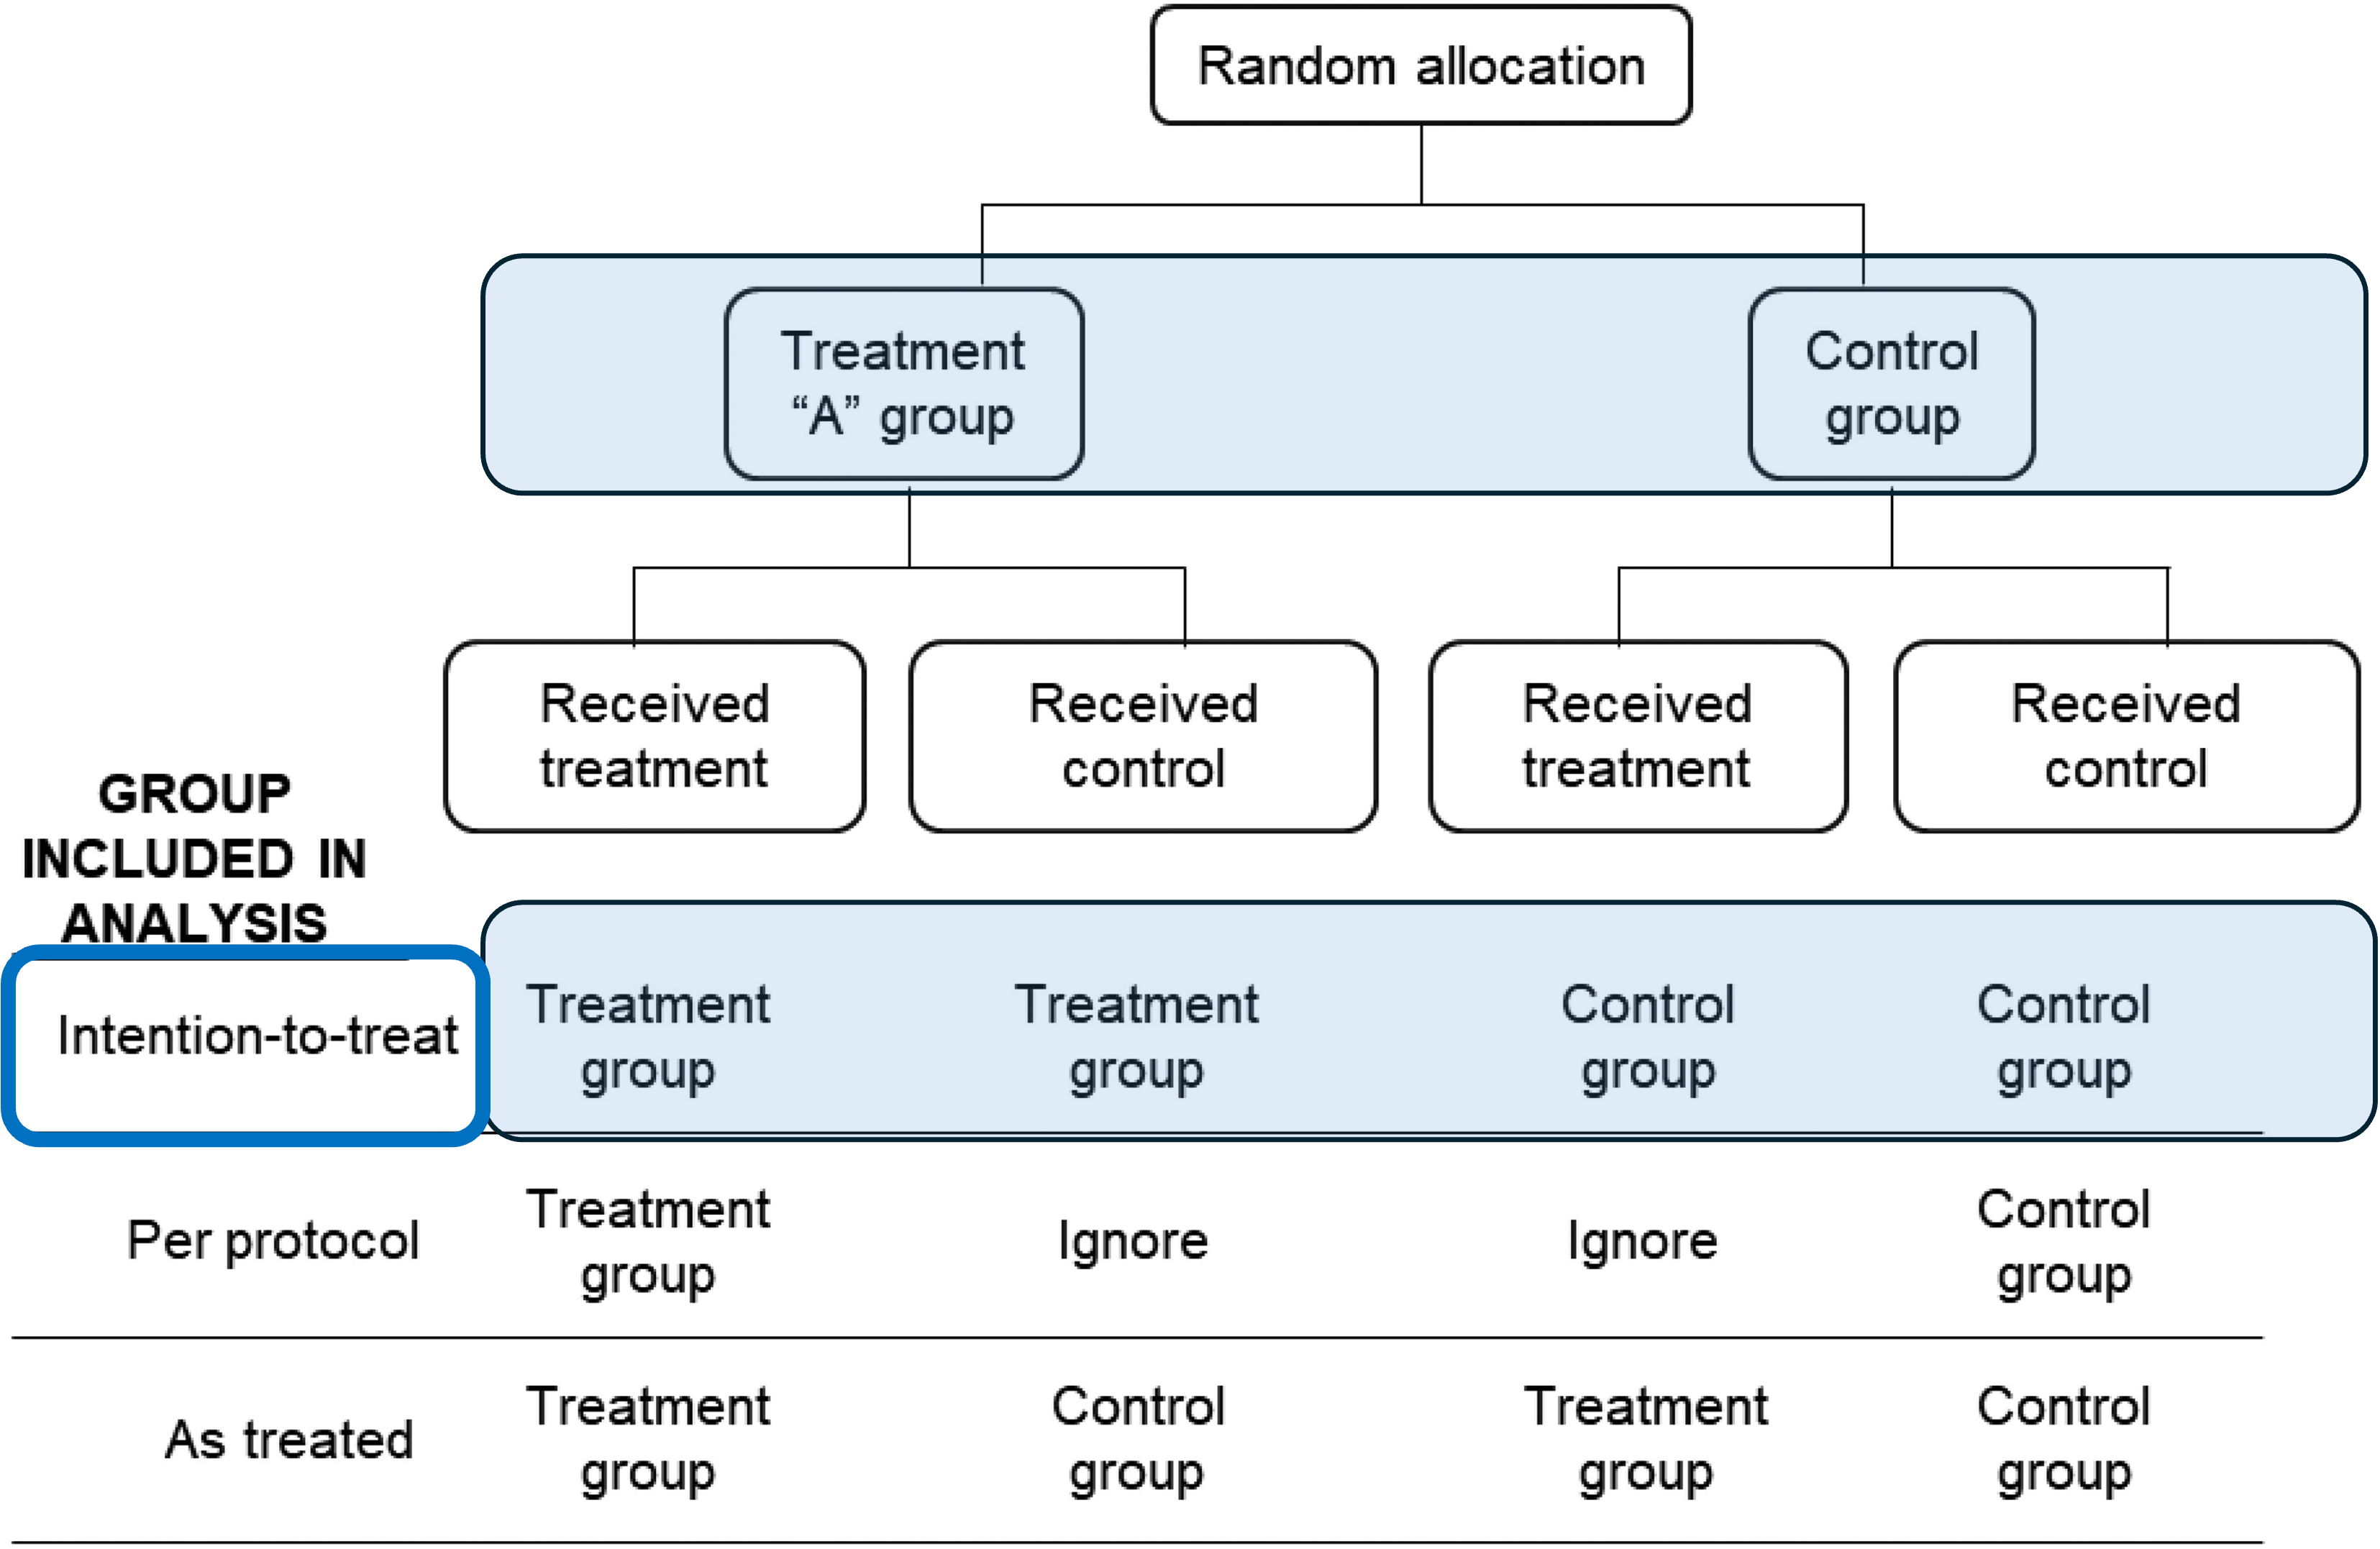 Random allocation
Treatment
“A” group
Control
group
Received
treatment
Received
control
Received
treatment
Received
control
GROUP
INCLUDED IN
ANALYSIS
Intention-to-treat
Treatment
group
Treatment
group
Control
group
Control
group
Per protocol
Treatment
group
Ignore
Ignore
Control
group
As treated
Treatment
group
Control
group
Treatment
group
Control
group